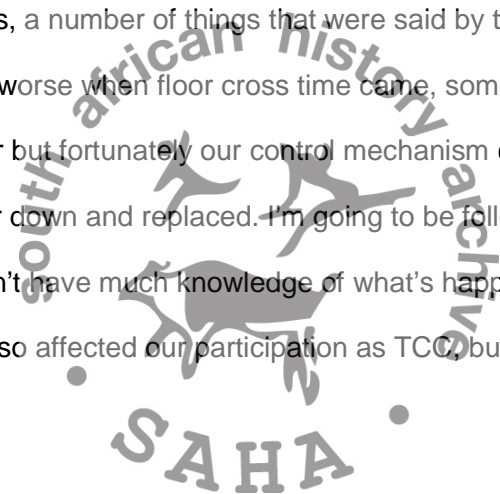 s, a number of things that were said by t
worse when floor cross time came, som
r but fortunately our control mechanism
r down and replaced. I'm going to be foll
n't have much knowledge of what's happ
so affected our participation as TCC, but
south african history archive
• SAHA •